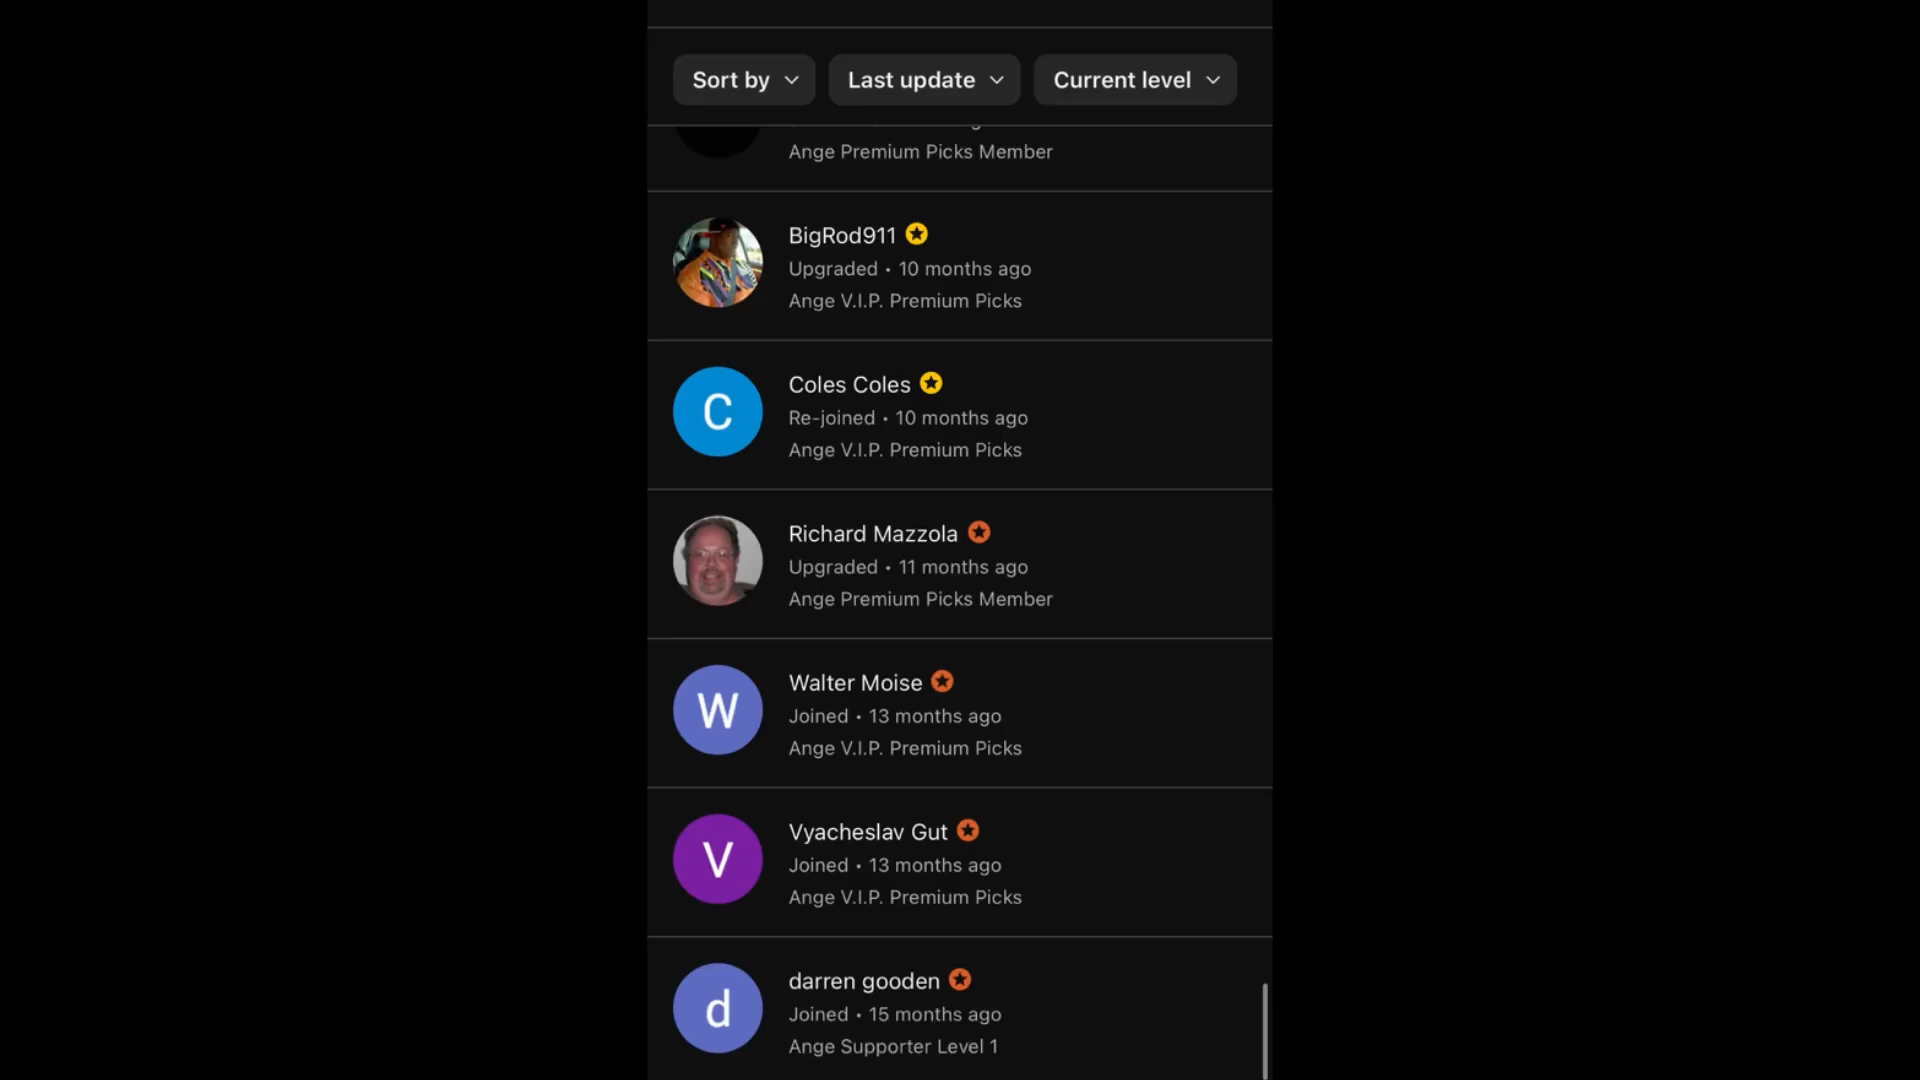 Sort by
Last update
Current level
Ange Premium Picks Member
BigRod911
Upgraded • 10 months ago
Ange V.I.P. Premium Picks
C
Coles Coles
Re-joined • 10 months ago
Ange V.I.P. Premium Picks
Richard Mazzola
Upgraded • 11 months ago
Ange Premium Picks Member
W
Walter Moise
Joined • 13 months ago
Ange V.I.P. Premium Picks
V
Vyacheslav Gut
Joined • 13 months ago
Ange V.I.P. Premium Picks
d
darren gooden
Joined • 15 months ago
Ange Supporter Level 1